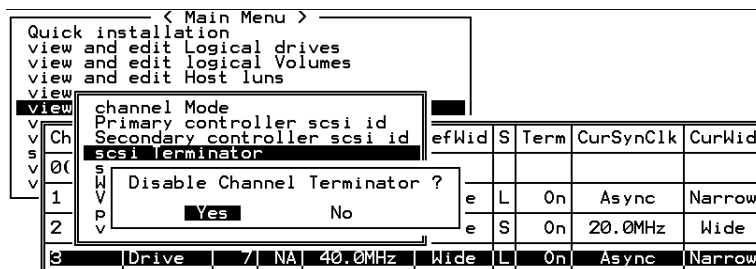 < Main Menu >
Quick installation
view and edit Logical drives
view and edit logical Volumes
view and edit Host luns
view
view
channel Mode
Primary controller scsi id
Secondary controller scsi id
scsi Terminator
Disable Channel Terminator ?
Yes No
Ch efWid S Term CurSynClk CurWid
1 e L On Async Narrow
2 e S On 20.0MHz Wide
3 Drive 7 NA 40.0MHz Wide L On Async Narrow